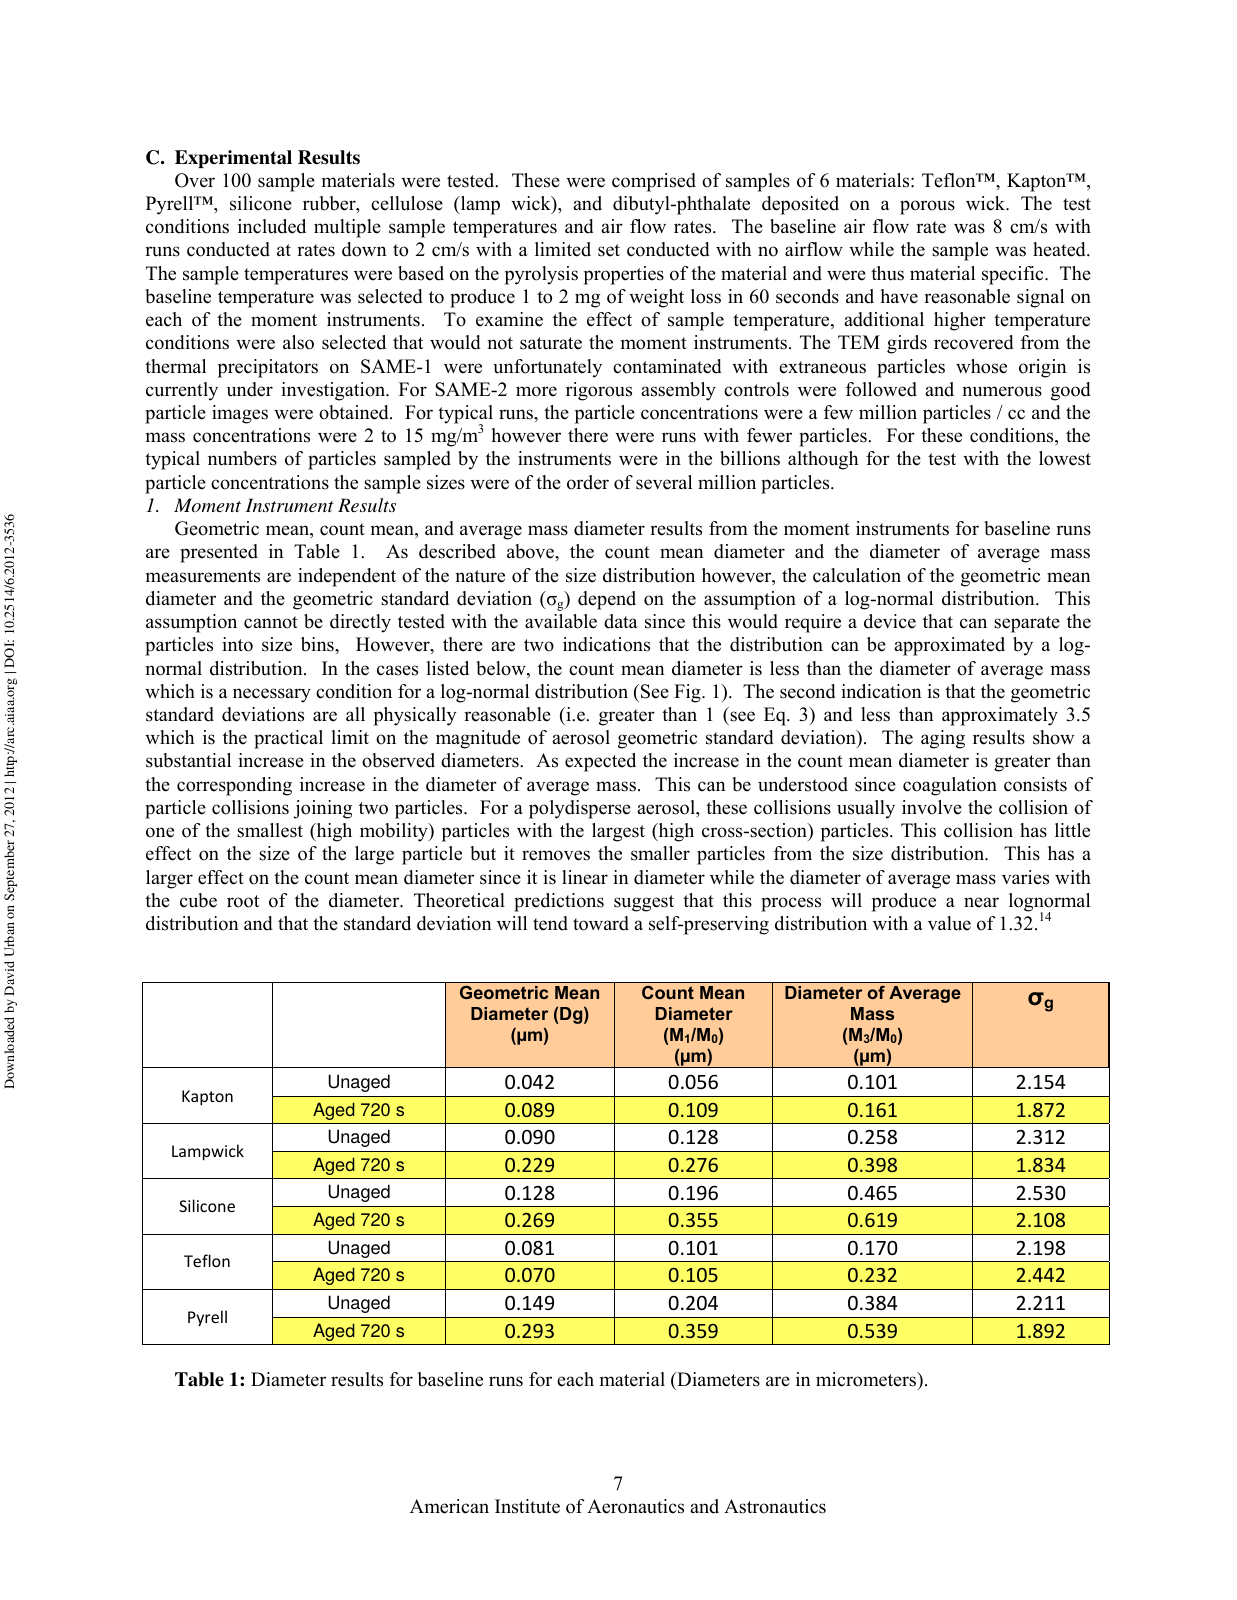 C. Experimental Results
Over 100 sample materials were tested. These were comprised of samples of 6 materials: Teflon™, Kapton™,
Pyrell™, silicone rubber, cellulose (lamp wick), and dibutyl-phthalate deposited on a porous wick. The test
conditions included multiple sample temperatures and air flow rates. The baseline air flow rate was 8 cm/s with
runs conducted at rates down to 2 cm/s with a limited set conducted with no airflow while the sample was heated.
The sample temperatures were based on the pyrolysis properties of the material and were thus material specific. The
baseline temperature was selected to produce 1 to 2 mg of weight loss in 60 seconds and have reasonable signal on
each of the moment instruments. To examine the effect of sample temperature, additional higher temperature
conditions were also selected that would not saturate the moment instruments. The TEM girds recovered from the
thermal precipitators on SAME-1 were unfortunately contaminated with extraneous particles whose origin is
currently under investigation. For SAME-2 more rigorous assembly controls were followed and numerous good
particle images were obtained. For typical runs, the particle concentrations were a few million particles / cc and the
mass concentrations were 2 to 15 mg/m³ however there were runs with fewer particles. For these conditions, the
typical numbers of particles sampled by the instruments were in the billions although for the test with the lowest
particle concentrations the sample sizes were of the order of several million particles.
1. Moment Instrument Results
Geometric mean, count mean, and average mass diameter results from the moment instruments for baseline runs
are presented in Table 1. As described above, the count mean diameter and the diameter of average mass
measurements are independent of the nature of the size distribution however, the calculation of the geometric mean
diameter and the geometric standard deviation (σg) depend on the assumption of a log-normal distribution. This
assumption cannot be directly tested with the available data since this would require a device that can separate the
particles into size bins, However, there are two indications that the distribution can be approximated by a log-
normal distribution. In the cases listed below, the count mean diameter is less than the diameter of average mass
which is a necessary condition for a log-normal distribution (See Fig. 1). The second indication is that the geometric
standard deviations are all physically reasonable (i.e. greater than 1 (see Eq. 3) and less than approximately 3.5
which is the practical limit on the magnitude of aerosol geometric standard deviation). The aging results show a
substantial increase in the observed diameters. As expected the increase in the count mean diameter is greater than
the corresponding increase in the diameter of average mass. This can be understood since coagulation consists of
particle collisions joining two particles. For a polydisperse aerosol, these collisions usually involve the collision of
one of the smallest (high mobility) particles with the largest (high cross-section) particles. This collision has little
effect on the size of the large particle but it removes the smaller particles from the size distribution. This has a
larger effect on the count mean diameter since it is linear in diameter while the diameter of average mass varies with
the cube root of the diameter. Theoretical predictions suggest that this process will produce a near lognormal
distribution and that the standard deviation will tend toward a self-preserving distribution with a value of 1.32.¹⁴
Geometric Mean Diameter (Dg) (µm) Count Mean Diameter (M₁/M₀) (µm) Diameter of Average Mass (M₃/M₀) (µm) σg
Kapton Unaged 0.042 0.056 0.101 2.154
Aged 720 s 0.089 0.109 0.161 1.872
Lampwick Unaged 0.090 0.128 0.258 2.312
Aged 720 s 0.229 0.276 0.398 1.834
Silicone Unaged 0.128 0.196 0.465 2.530
Aged 720 s 0.269 0.355 0.619 2.108
Teflon Unaged 0.081 0.101 0.170 2.198
Aged 720 s 0.070 0.105 0.232 2.442
Pyrell Unaged 0.149 0.204 0.384 2.211
Aged 720 s 0.293 0.359 0.539 1.892
Table 1: Diameter results for baseline runs for each material (Diameters are in micrometers).
7
American Institute of Aeronautics and Astronautics
Downloaded by David Urban on September 27, 2012 | http://arc.aiaa.org | DOI: 10.2514/6.2012-3536